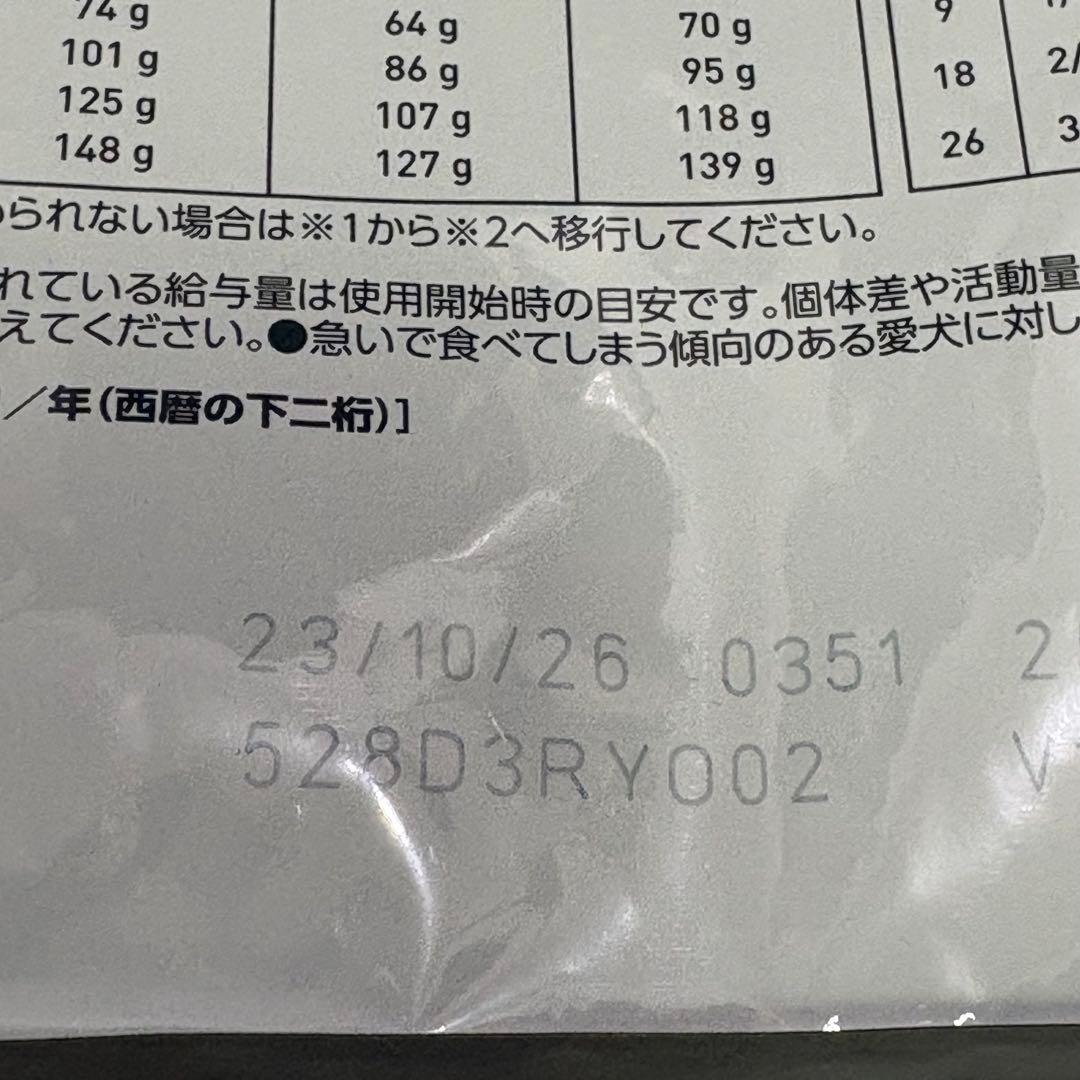 74 g 64 g 70 g 9
101 g 86 g 95 g 18 2/
125 g 107 g 118 g
148 g 127 g 139 g 26 3
られない場合は※1から※2へ移行してください。
れている給与量は使用開始時の目安です。個体差や活動量
えてください。●急いで食べてしまう傾向のある愛犬に対し
/年(西暦の下二桁)]
23/10/26 0351 2
528D3RY002 V